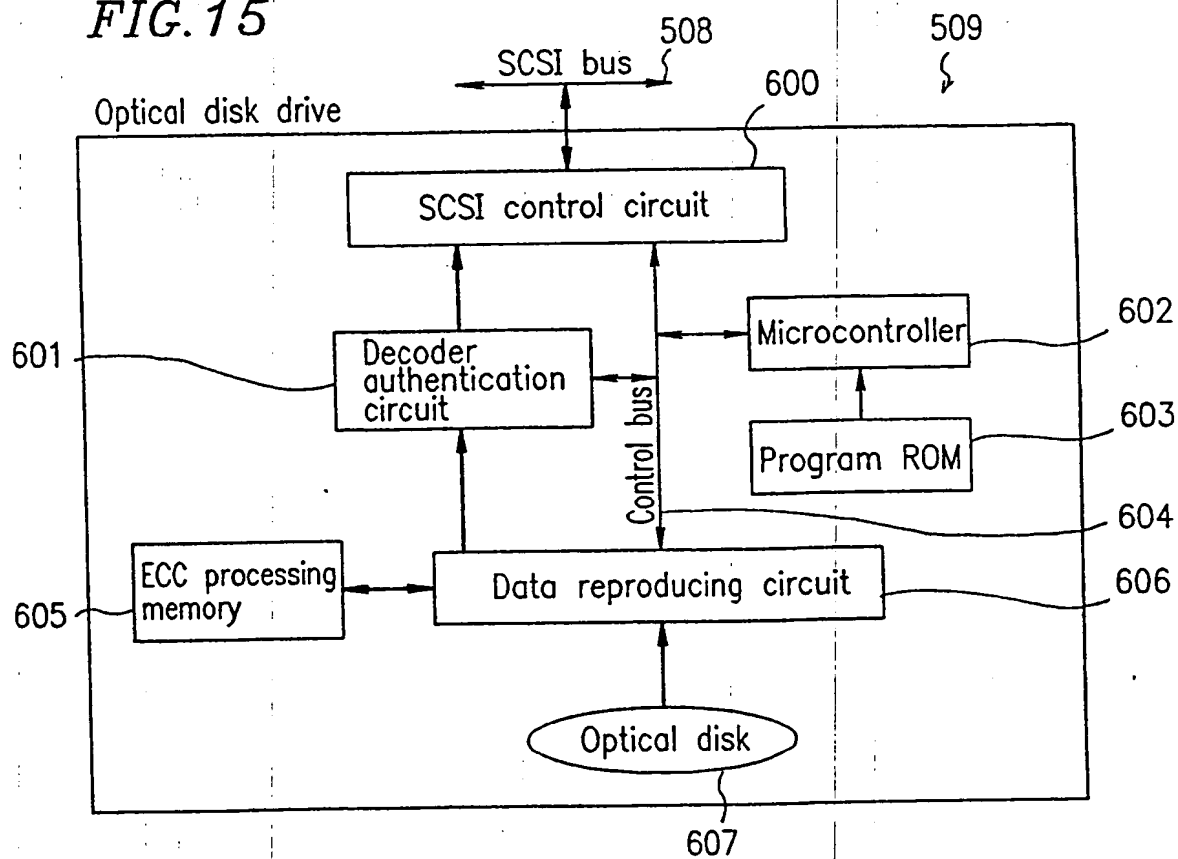 FIG. 15
508
509
SCSI bus
600
Optical disk drive
SCSI control circuit
602
Microcontroller
601
Decoder
authentication
circuit
Control bus
603
Program ROM
604
ECC processing
memory
Data reproducing circuit
606
605
Optical disk
607